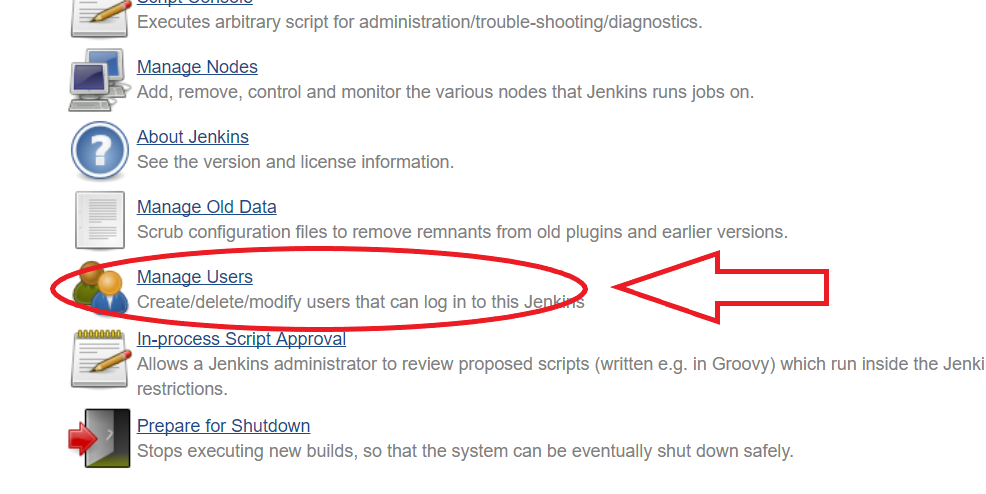 Script Console
Executes arbitrary script for administration/trouble-shooting/diagnostics.
Manage Nodes
Add, remove, control and monitor the various nodes that Jenkins runs jobs on.
About Jenkins
See the version and license information.
Manage Old Data
Scrub configuration files to remove remnants from old plugins and earlier versions.
Manage Users
Create/delete/modify users that can log in to this Jenkins
In-process Script Approval
Allows a Jenkins administrator to review proposed scripts (written e.g. in Groovy) which run inside the Jenki
restrictions.
Prepare for Shutdown
Stops executing new builds, so that the system can be eventually shut down safely.